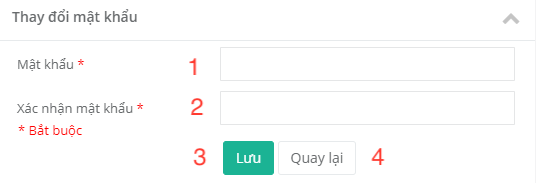 Thay đổi mật khẩu
Mật khẩu * 1
Xác nhận mật khẩu * 2
* Bắt buộc
3 Lưu Quay lại 4